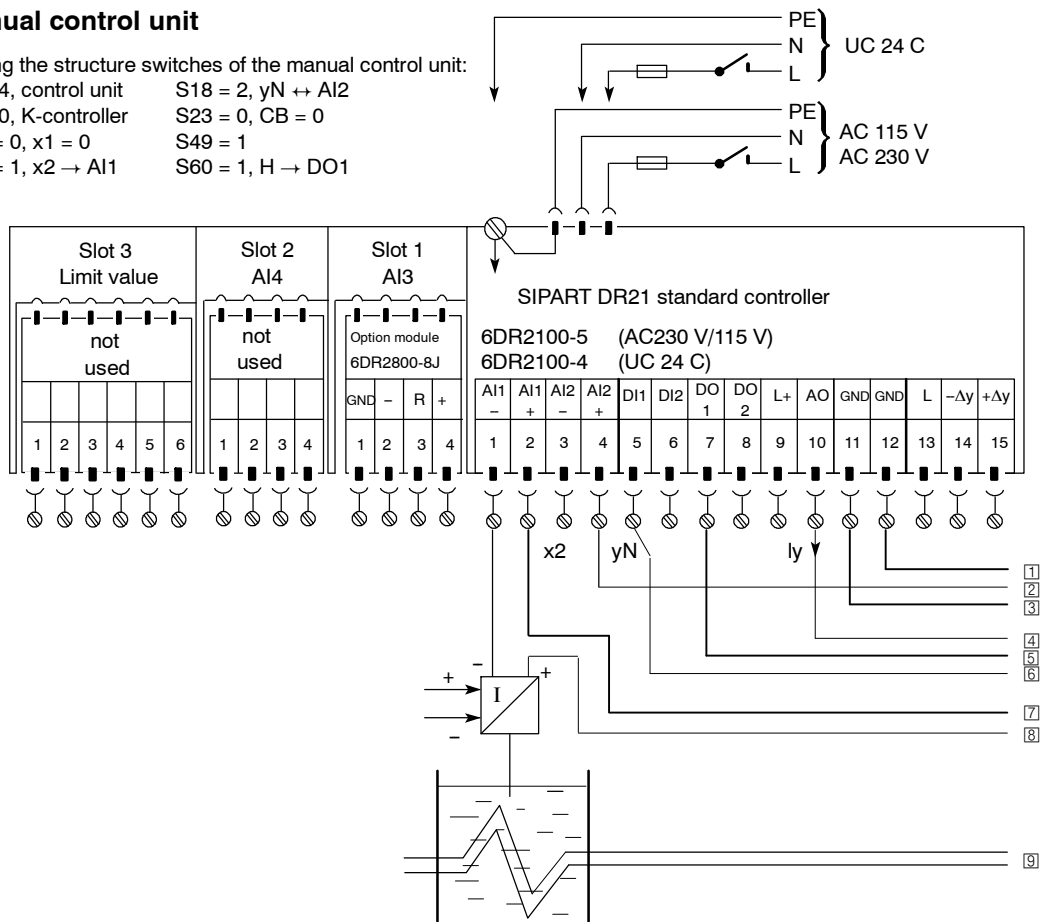 nual control unit
ng the structure switches of the manual control unit:
4, control unit S18 = 2, yN ↔ AI2
0, K-controller S23 = 0, CB = 0
= 0, x1 = 0 S49 = 1
= 1, x2 → AI1 S60 = 1, H → DO1
PE
N
L
UC 24 C
PE
N
L
AC 115 V
AC 230 V
Slot 3
Limit value
not
used
1 2 3 4 5 6
Slot 2
AI4
not
used
1 2 3 4
Slot 1
AI3
Option module
6DR2800-8J
GND – R +
1 2 3 4
SIPART DR21 standard controller
6DR2100-5 (AC230 V/115 V)
6DR2100-4 (UC 24 C)
AI1 – AI1 + AI2 – AI2 + DI1 DI2 DO 1 DO 2 L+ AO GND GND L –Δy +Δy
1 2 3 4 5 6 7 8 9 10 11 12 13 14 15
x2 yN Iy
1
2
3
4
5
6
7
8
9
+
–
–
+
I